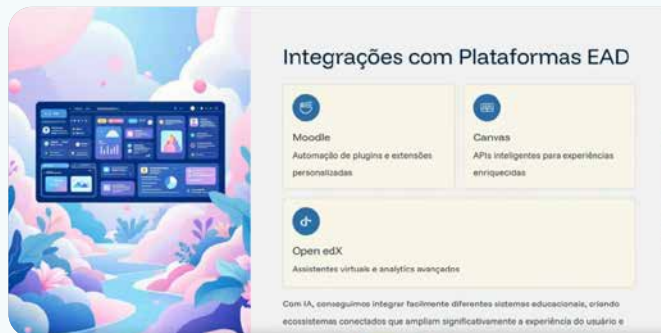 Integrações com Plataformas EAD
Moodle
Automação de plugins e extensões
personalizadas
Canvas
APIs inteligentes para experiências
enriquecidas
Open edX
Assistentes virtuais e analytics avançados
Com IA, conseguimos integrar facilmente diferentes sistemas educacionais, criando
ecossistemas conectados que ampliam significativamente a experiência do usuário e